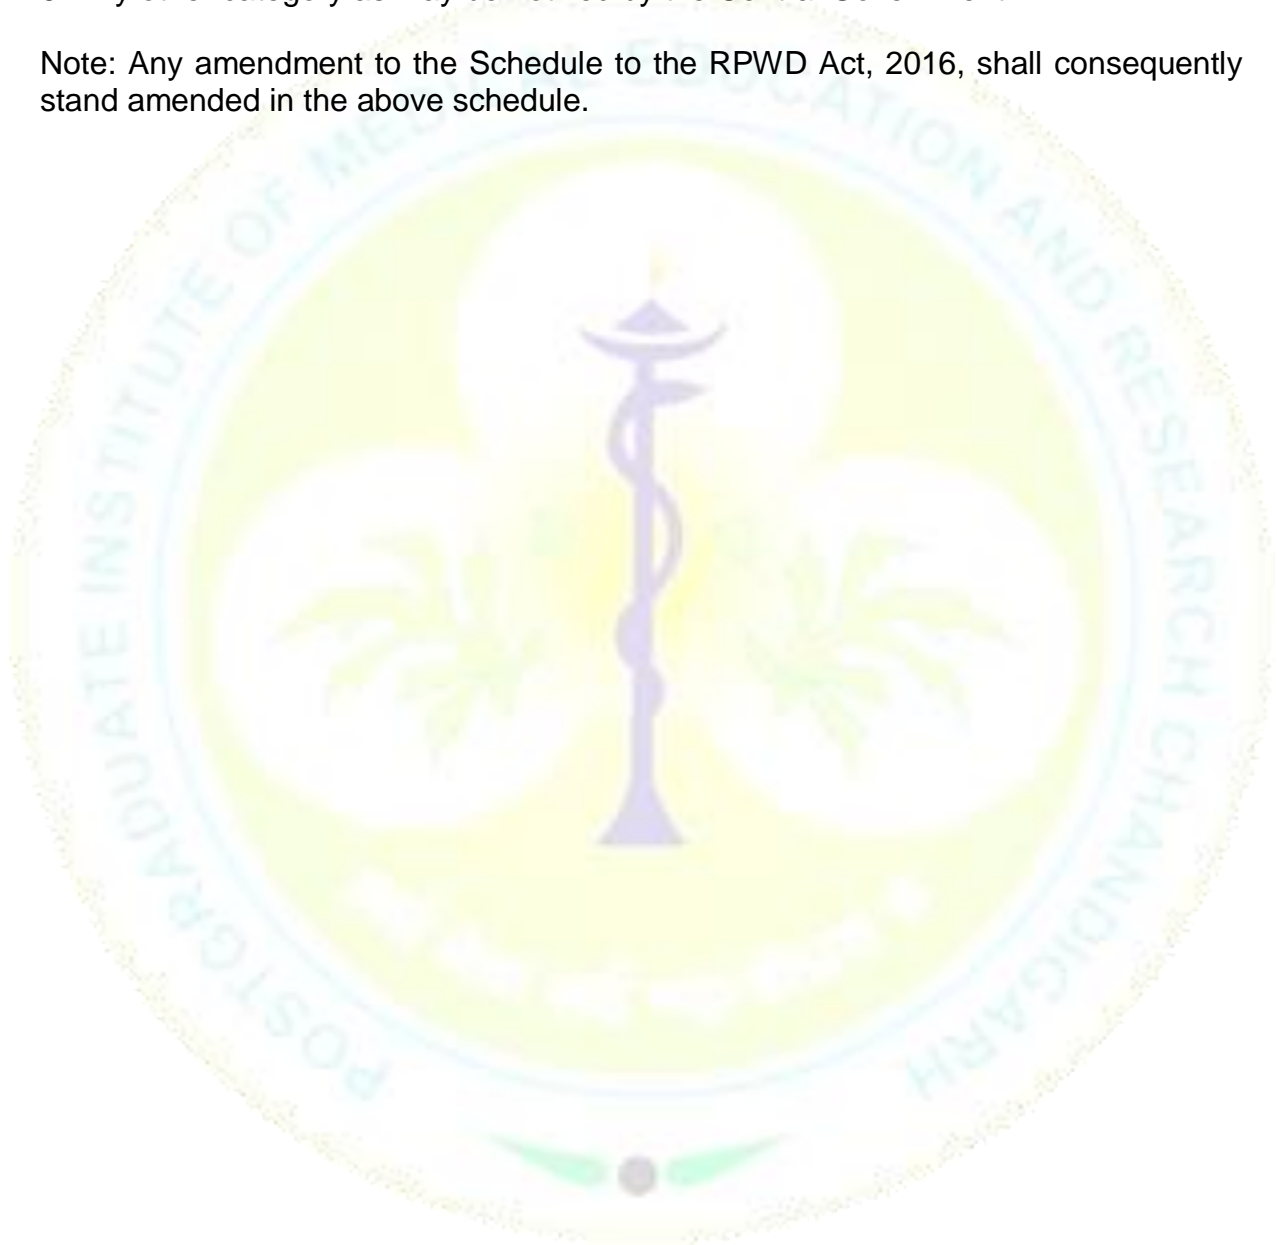 Note: Any amendment to the Schedule to the RPWD Act, 2016, shall consequently
stand amended in the above schedule.
POSTGRADUATE INSTITUTE OF MEDICAL EDUCATION AND RESEARCH CHANDIGARH